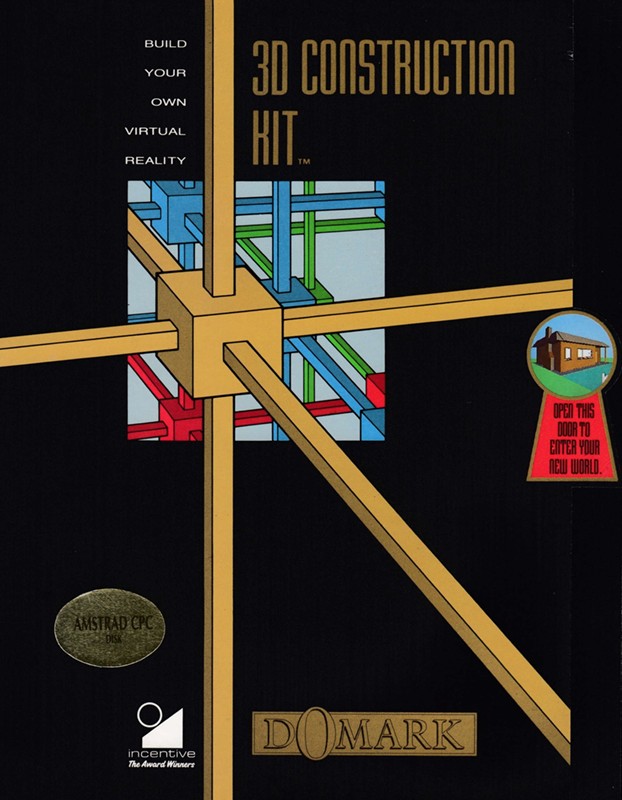 BUILD
YOUR
OWN
VIRTUAL
REALITY
3D CONSTRUCTION
KIT™
OPEN THIS
DOOR TO
ENTER YOUR
NEW WORLD.
AMSTRAD CPC
DISK
incentive
The Award Winners
DOMARK